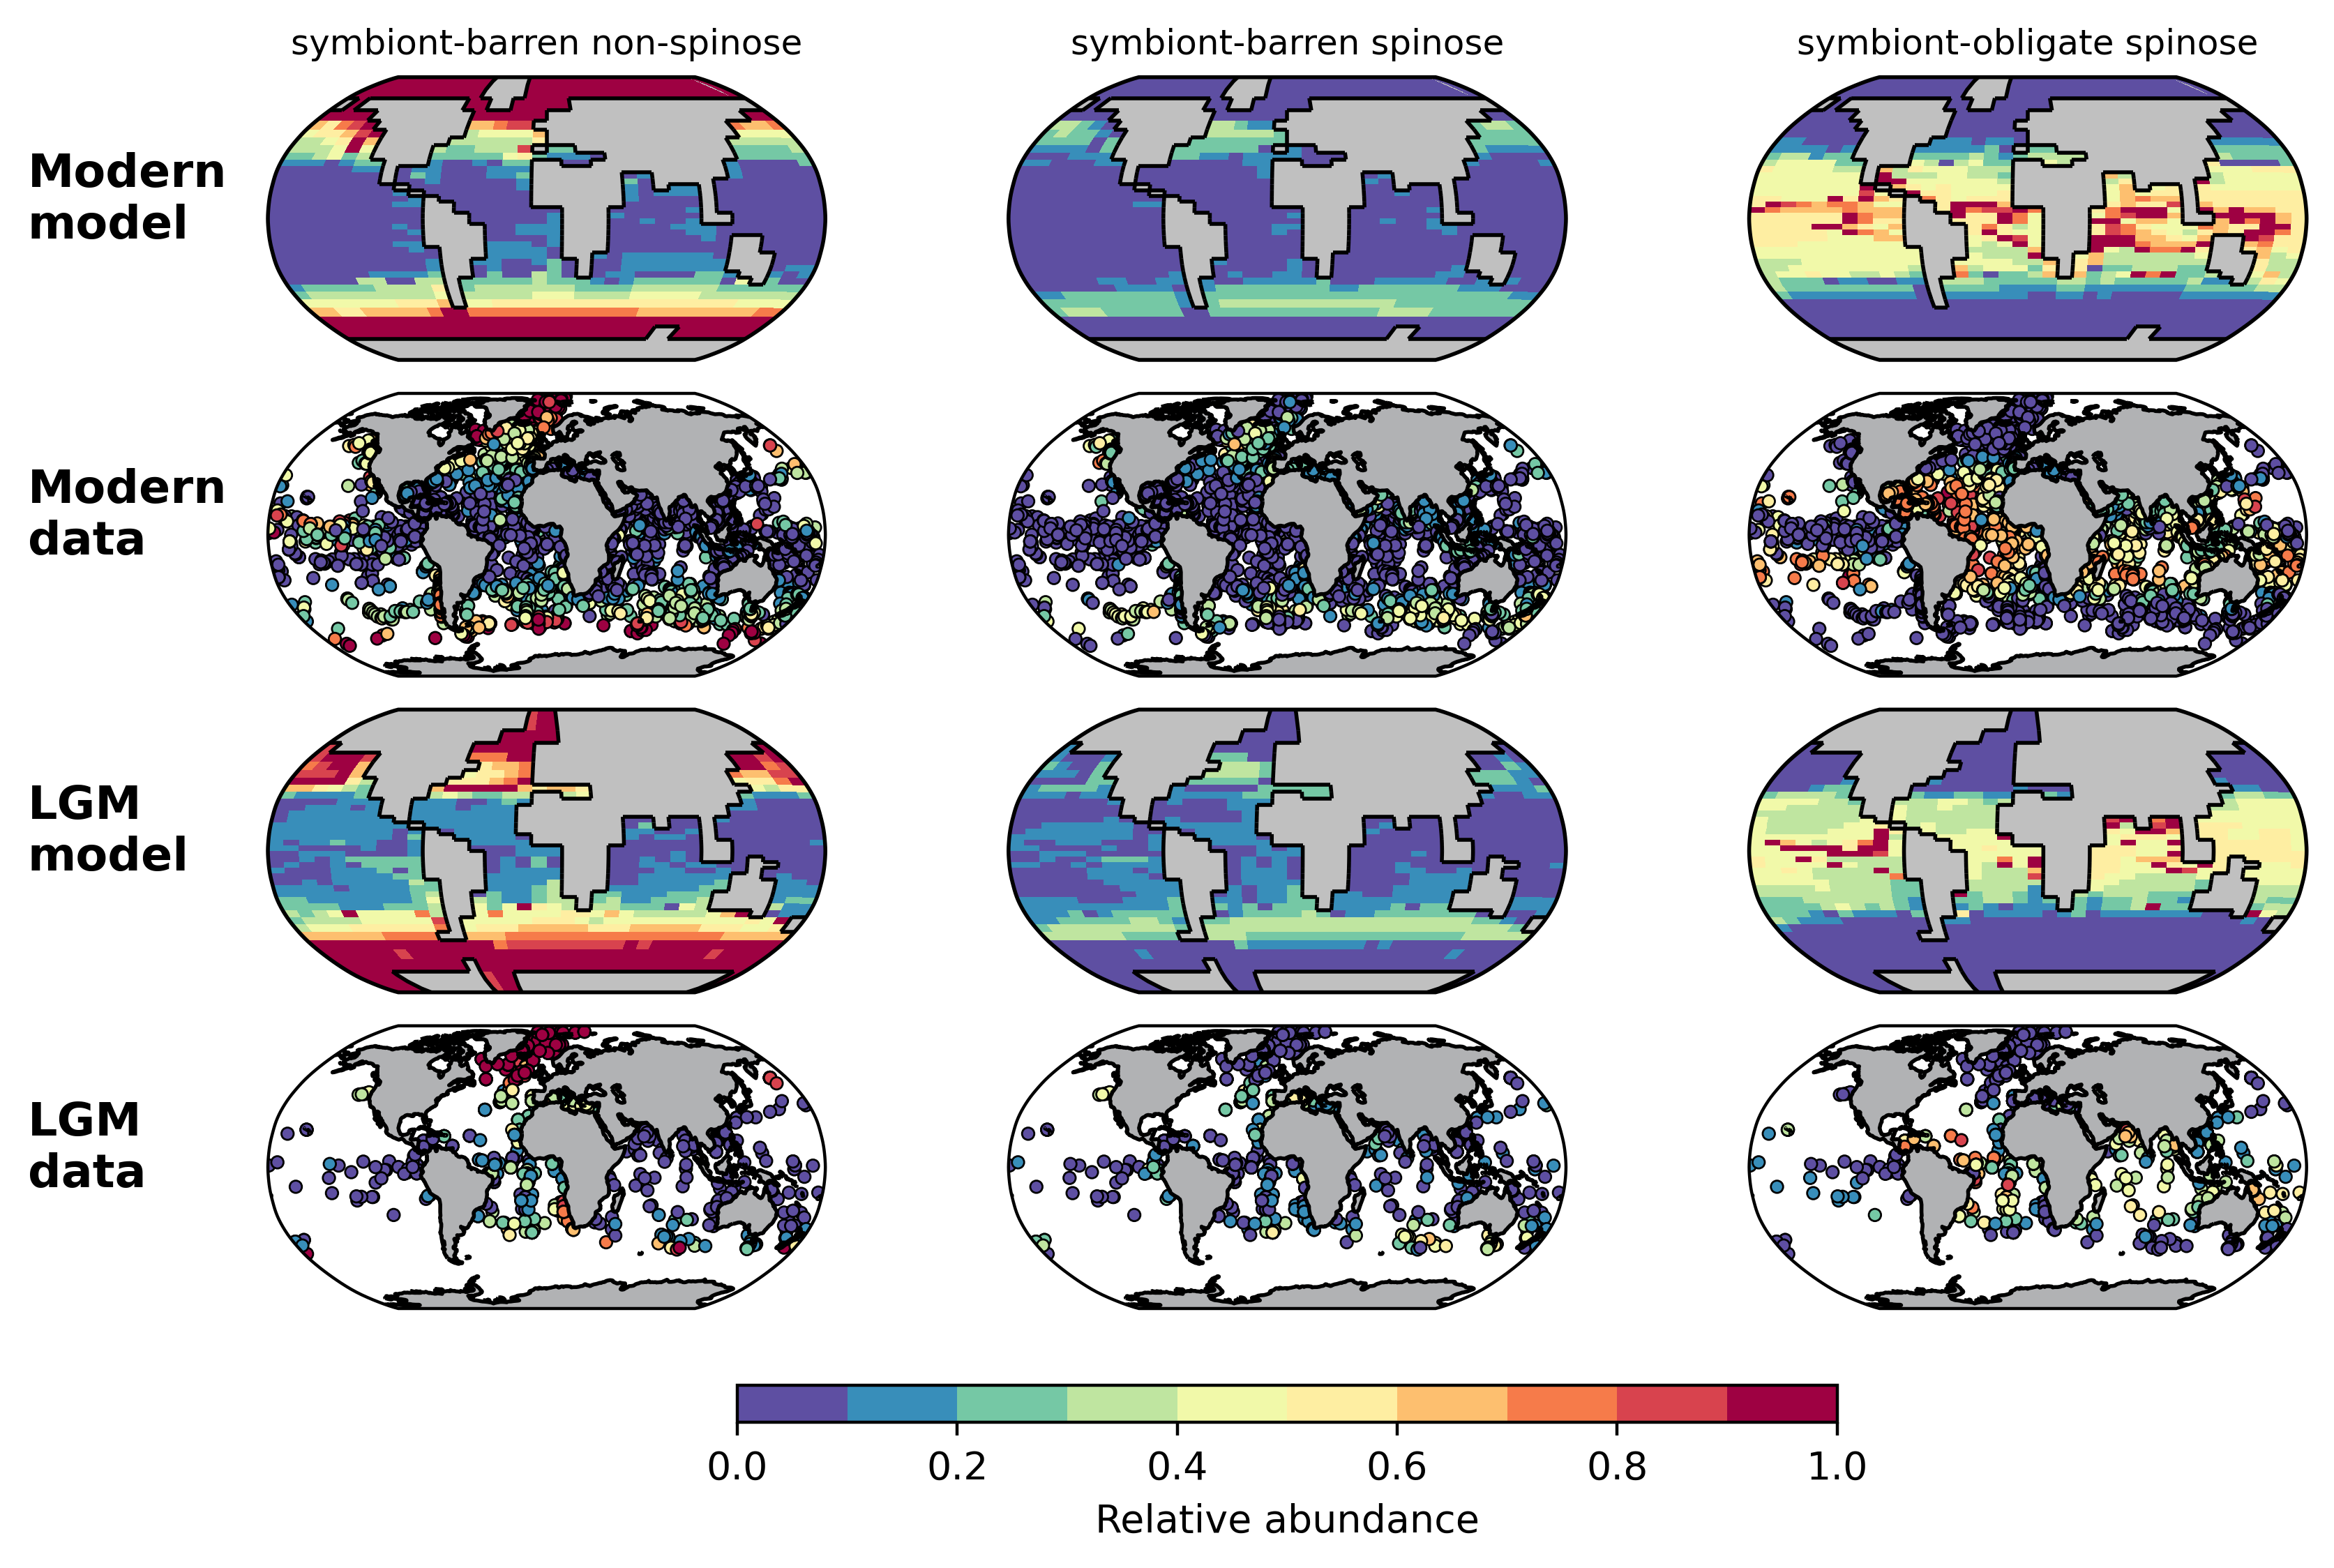 symbiont-barren non-spinose
symbiont-barren spinose
symbiont-obligate spinose
Modern
model
Modern
data
LGM
model
LGM
data
0.0 0.2 0.4 0.6 0.8 1.0
Relative abundance